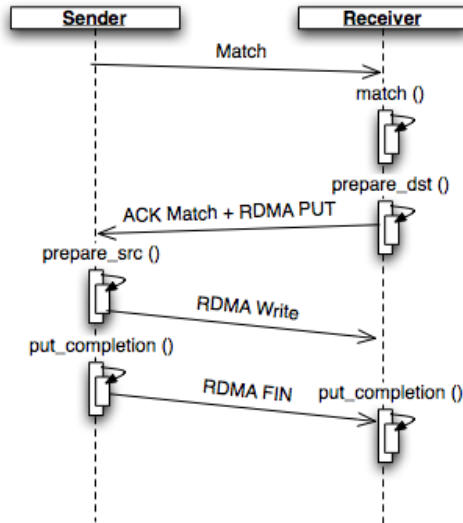 Sender
Receiver
Match
match ()
prepare_dst ()
ACK Match + RDMA PUT
prepare_src ()
RDMA Write
put_completion ()
RDMA FIN
put_completion ()